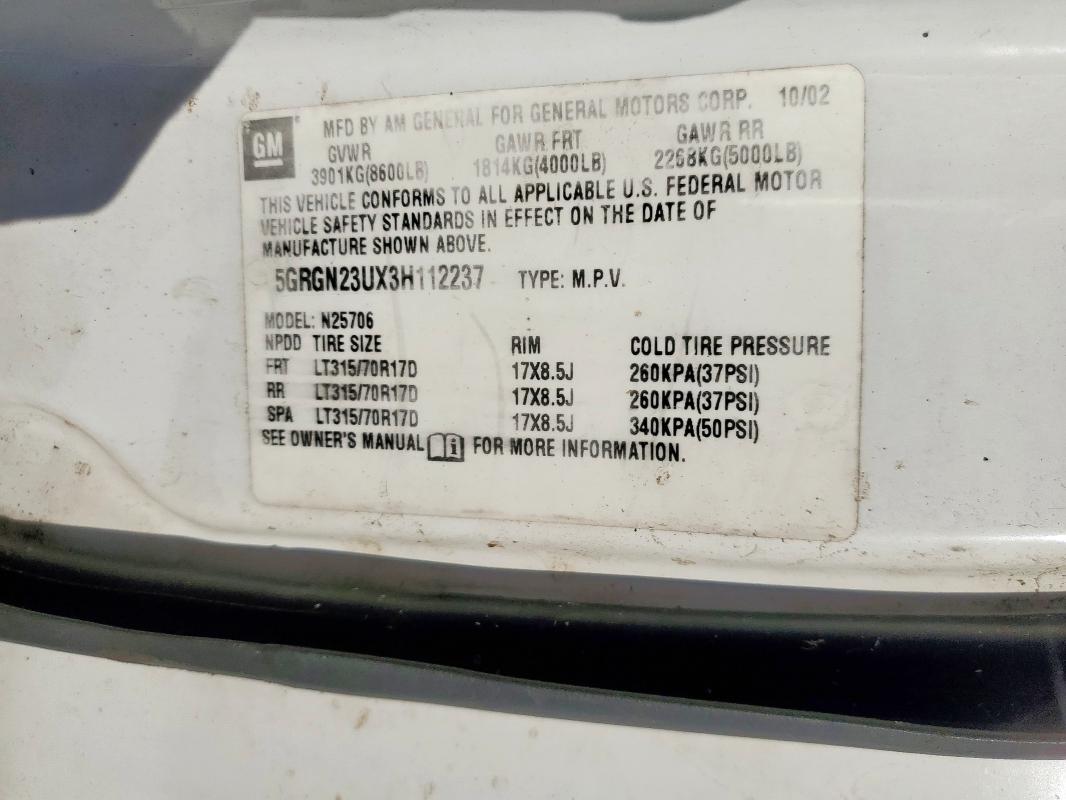 GM
MFD BY AM GENERAL FOR GENERAL MOTORS CORP. 10/02
GVWR GAWR FRT GAWR RR
3901KG(8600LB) 1814KG(4000LB) 2268KG(5000LB)
THIS VEHICLE CONFORMS TO ALL APPLICABLE U.S. FEDERAL MOTOR
VEHICLE SAFETY STANDARDS IN EFFECT ON THE DATE OF
MANUFACTURE SHOWN ABOVE.
5GRGN23UX3H112237 TYPE: M.P.V.
MODEL: N25706
NPDD TIRE SIZE RIM COLD TIRE PRESSURE
FRT LT315/70R17D 17X8.5J 260KPA(37PSI)
RR LT315/70R17D 17X8.5J 260KPA(37PSI)
SPA LT315/70R17D 17X8.5J 340KPA(50PSI)
SEE OWNER'S MANUAL i FOR MORE INFORMATION.